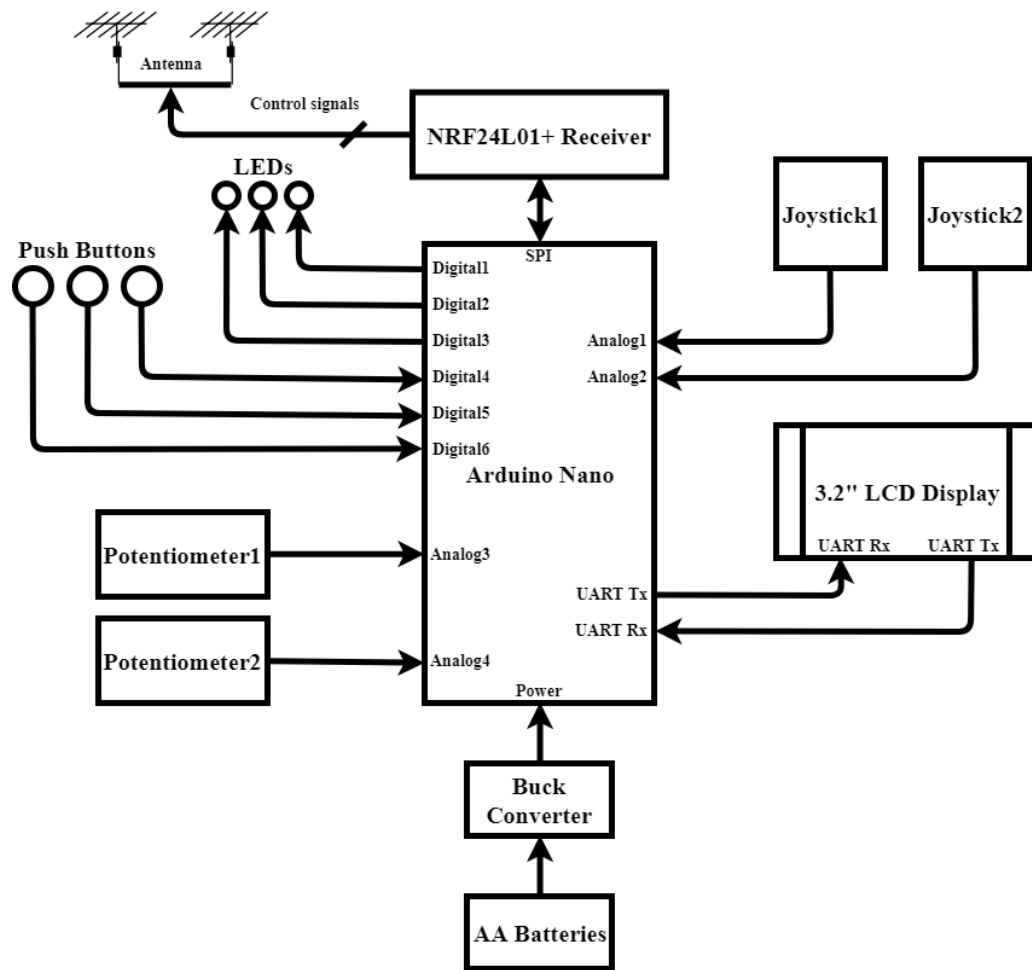 Antenna
Control signals
NRF24L01+ Receiver
LEDs
Push Buttons
Joystick1
Joystick2
SPI
Digital1
Digital2
Digital3
Digital4
Digital5
Digital6
Analog1
Analog2
Arduino Nano
3.2" LCD Display
UART Rx
UART Tx
Potentiometer1
Analog3
UART Tx
UART Rx
Potentiometer2
Analog4
Power
Buck
Converter
AA Batteries